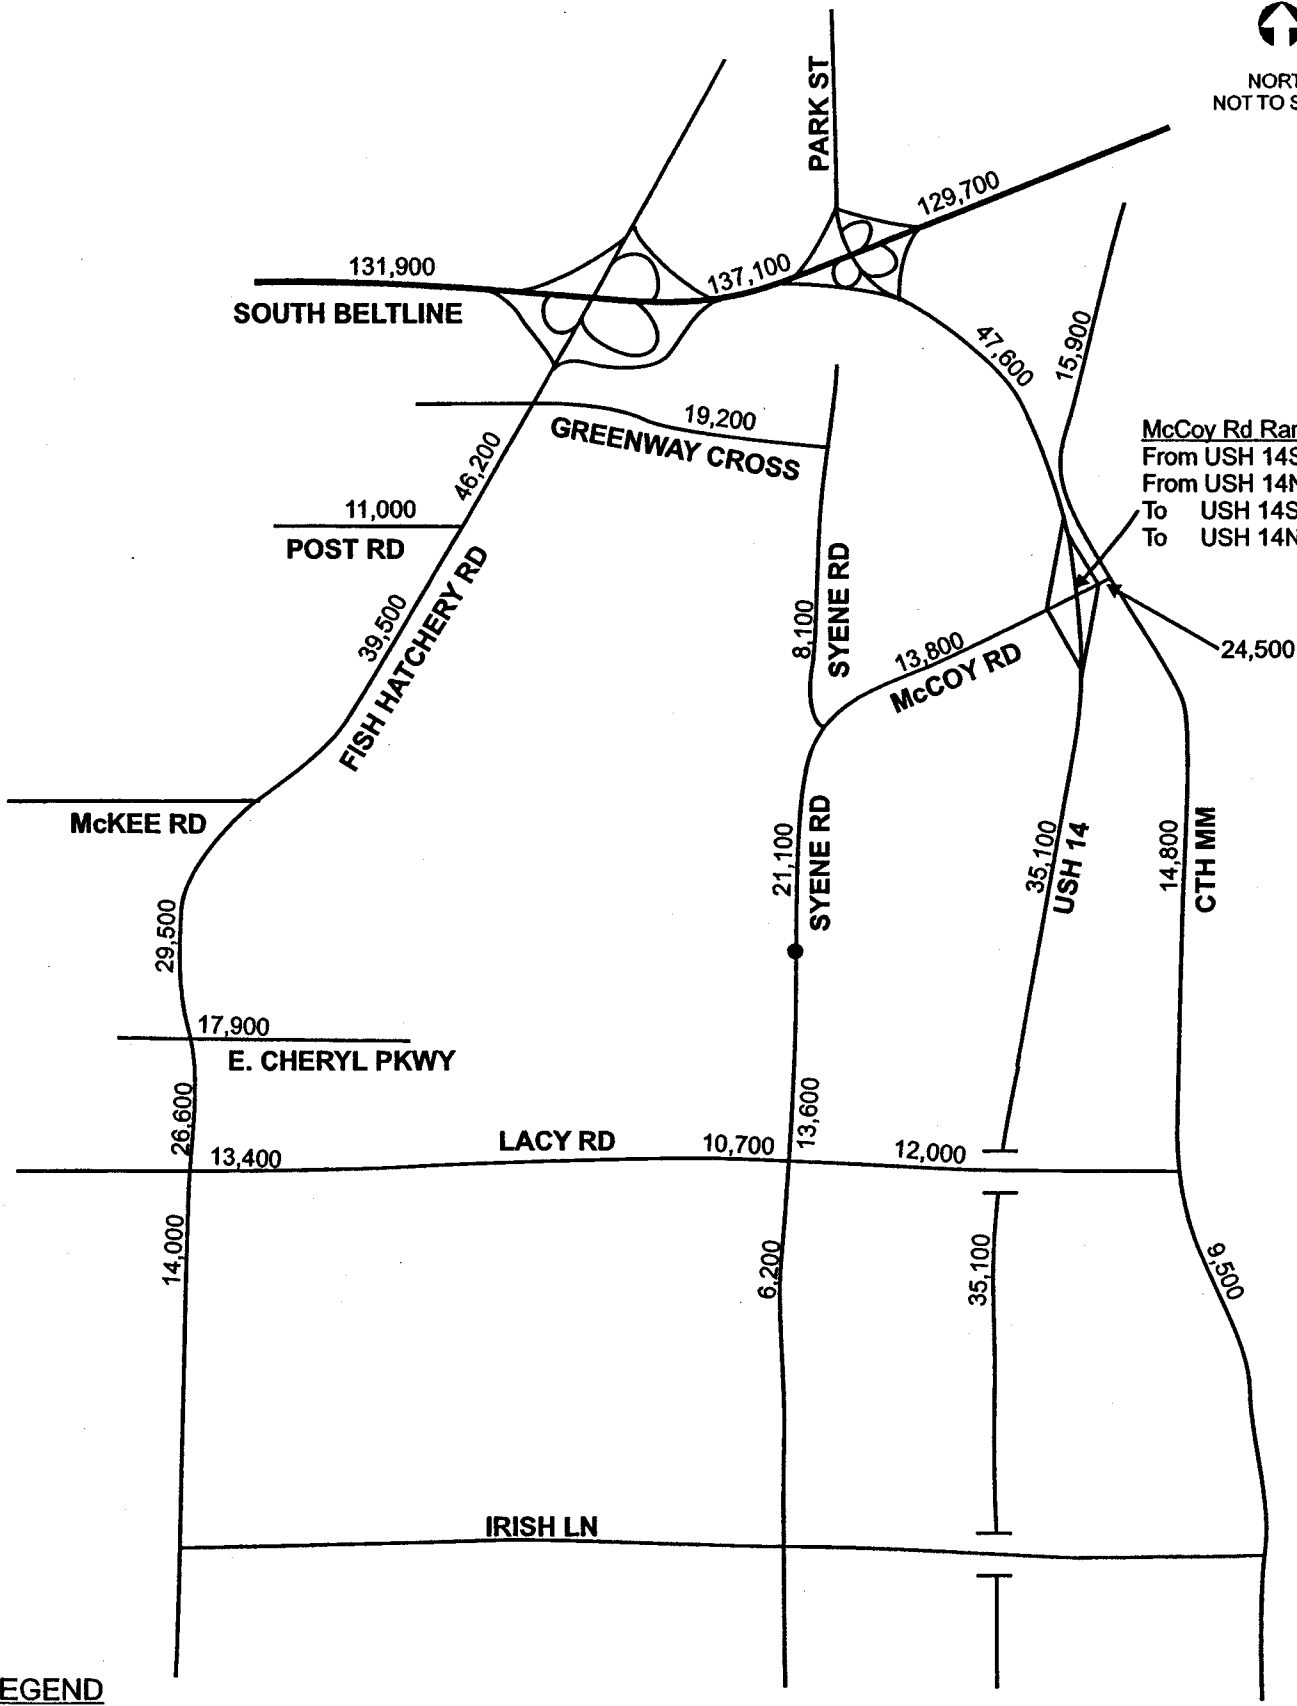 NORT
NOT TO S
PARK ST
129,700
131,900
137,100
SOUTH BELTLINE
47,600
15,900
19,200
GREENWAY CROSS
McCoy Rd Ran
From USH 14S
From USH 14N
To USH 14S
To USH 14N
46,200
11,000
POST RD
FISH HATCHERY RD
39,500
8,100
SYENE RD
13,800
McCOY RD
24,500
McKEE RD
21,100
SYENE RD
35,100
USH 14
14,800
CTH MM
29,500
17,900
E. CHERYL PKWY
26,600
13,600
LACY RD
10,700
12,000
13,400
14,000
6,200
35,100
9,500
IRISH LN
EGEND